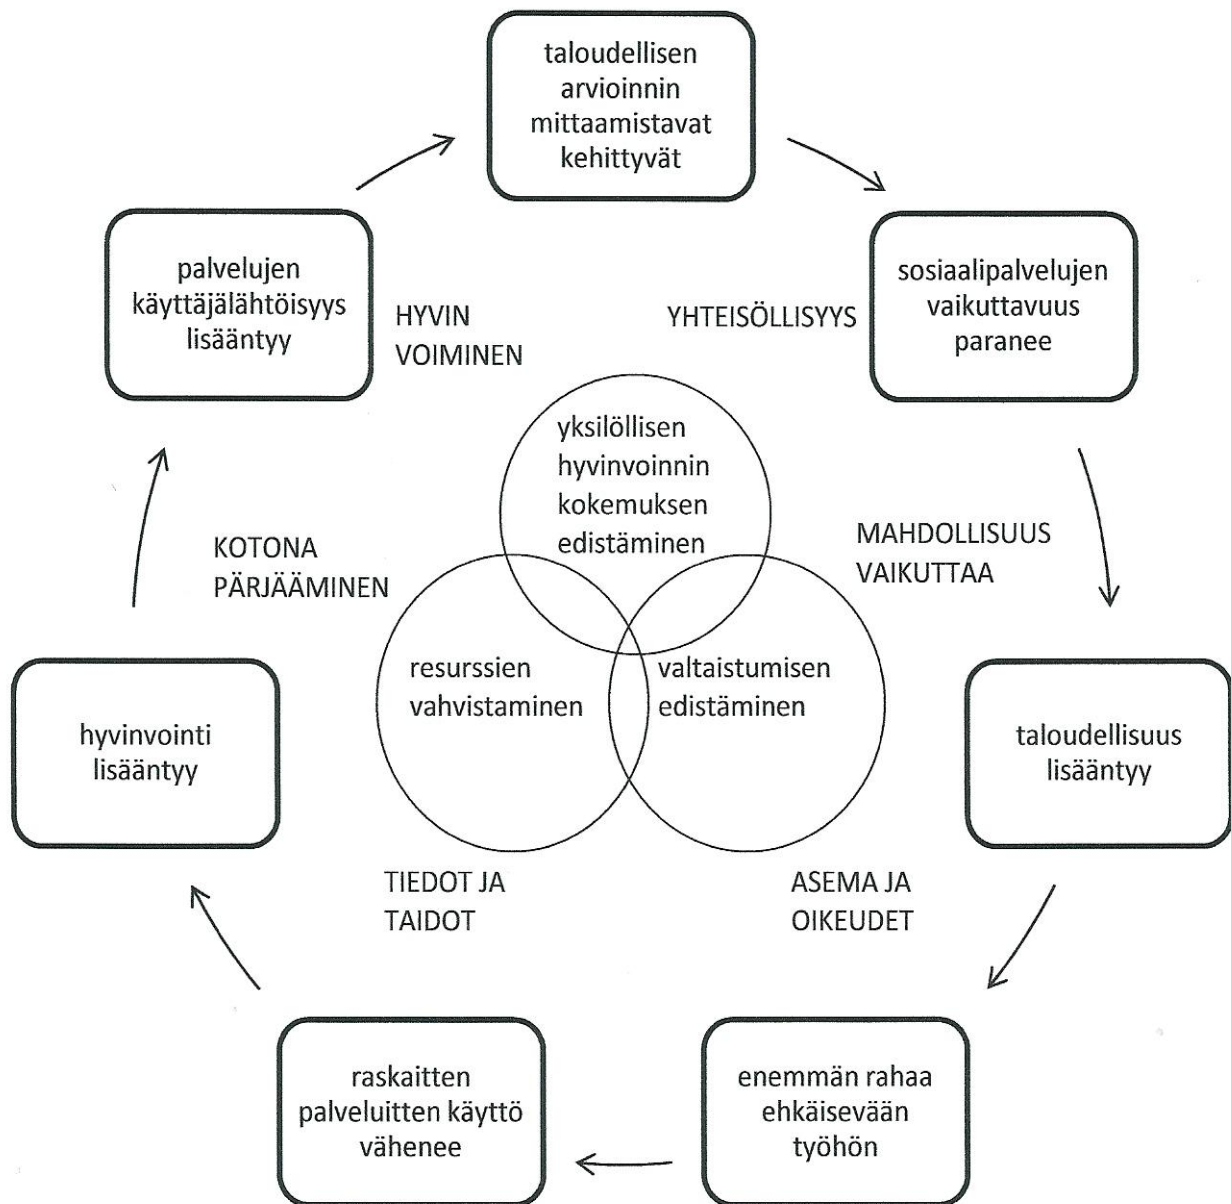 taloudellisen
arvioinnin
mittaamistavat
kehittyvät
palvelujen
käyttäjälähtöisyys
lisääntyy
HYVIN
VOIMINEN
YHTEISÖLLISYYS
sosiaalipalvelujen
vaikuttavuus
paranee
yksilöllisen
hyvinvoinnin
kokemuksen
edistäminen
KOTONA
PÄRJÄÄMINEN
MAHDOLLISUUS
VAIKUTTAA
resurssien
vahvistaminen
valtaistumisen
edistäminen
hyvinvointi
lisääntyy
taloudellisuus
lisääntyy
TIEDOT JA
TAIDOT
ASEMA JA
OIKEUDET
raskaitten
palveluitten käyttö
vähenee
enemmän rahaa
ehkäisevään
työhön